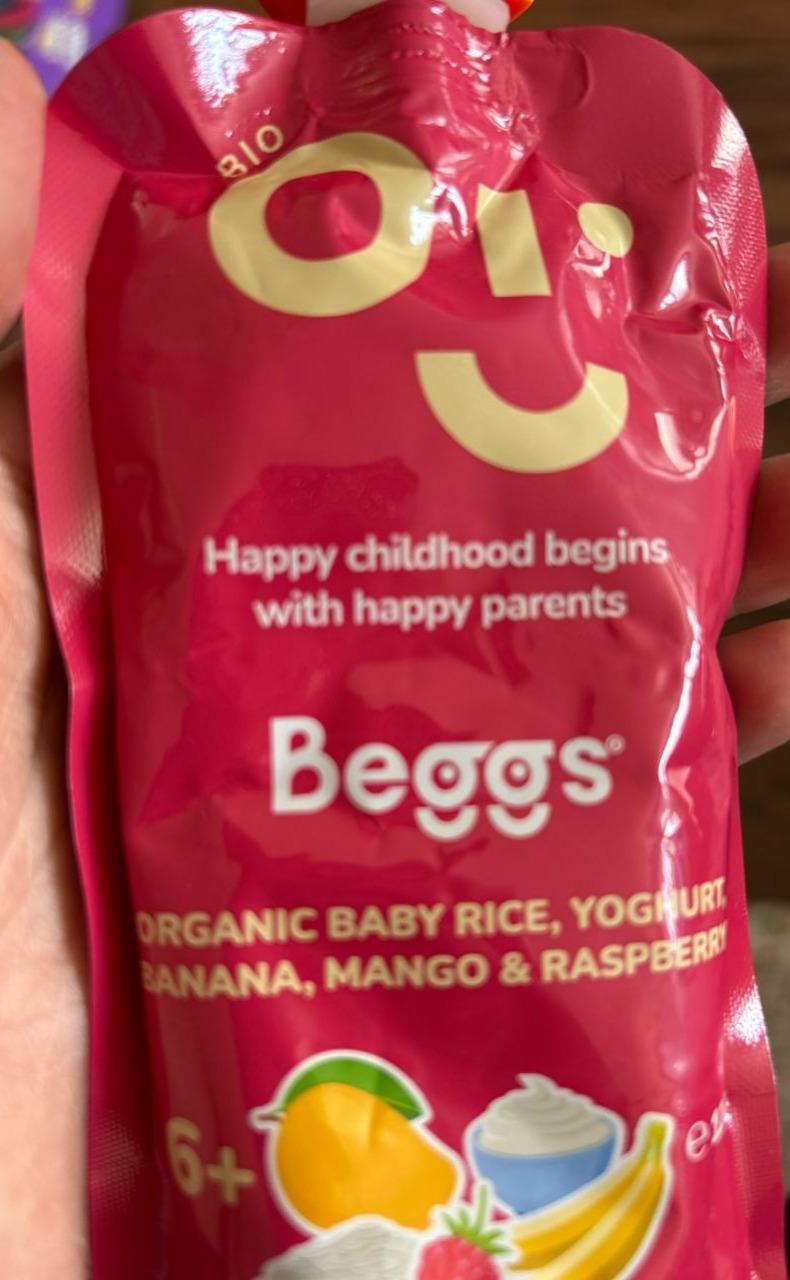 BIO
Happy childhood begins
with happy parents
Beggs
ORGANIC BABY RICE, YOGHURT,
BANANA, MANGO & RASPBERRY
6+